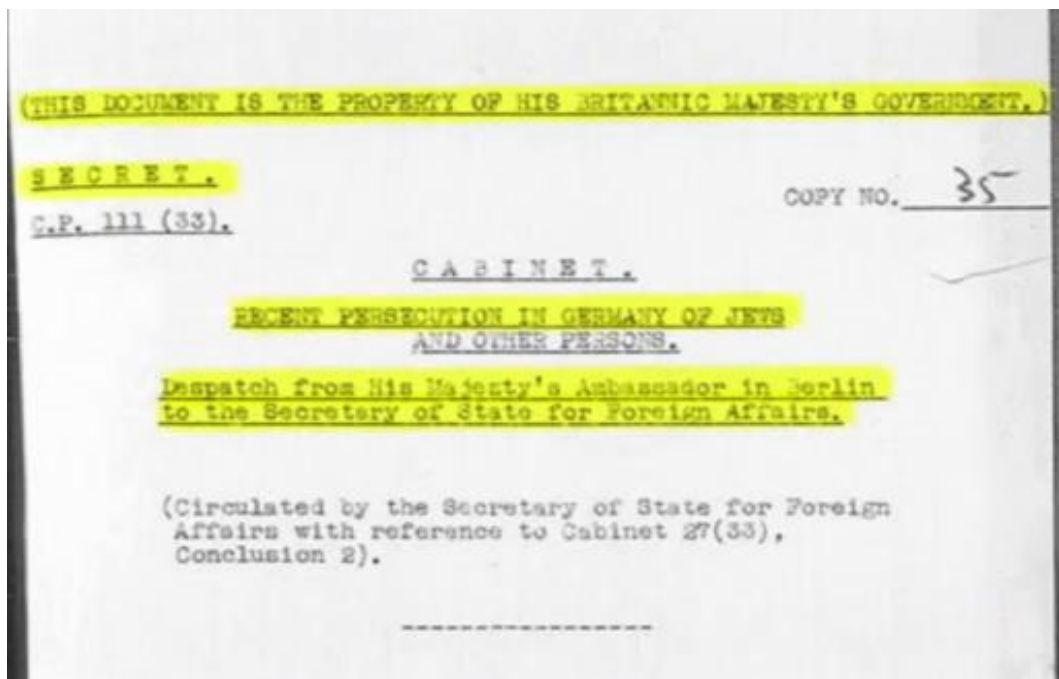 (THIS DOCUMENT IS THE PROPERTY OF HIS BRITANNIC MAJESTY'S GOVERNMENT.)
SECRET.
COPY NO. 35
C.P. 111 (33).
CABINET.
RECENT PERSECUTION IN GERMANY OF JEWS
AND OTHER PERSONS.
Despatch from His Majesty's Ambassador in Berlin
to the Secretary of State for Foreign Affairs.
(Circulated by the Secretary of State for Foreign
Affairs with reference to Cabinet 27(33),
Conclusion 2).
-----------------